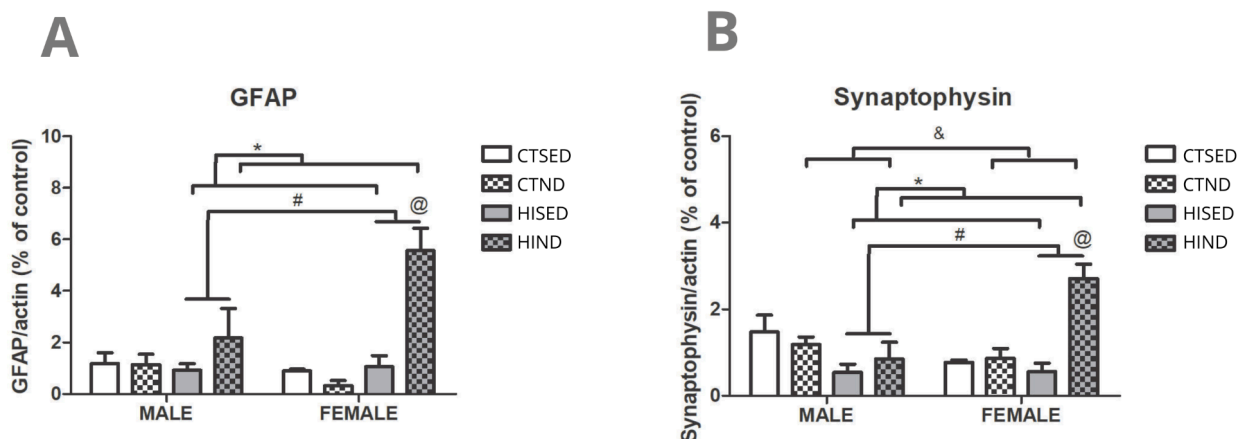 A
GFAP
GFAP/actin (% of control)
10
8
6
4
2
0
*
#
@
MALE
FEMALE
CTSED
CTND
HISED
HIND
B
Synaptophysin
Synaptophysin/actin (% of control)
6
4
2
0
&
*
#
@
MALE
FEMALE
CTSED
CTND
HISED
HIND